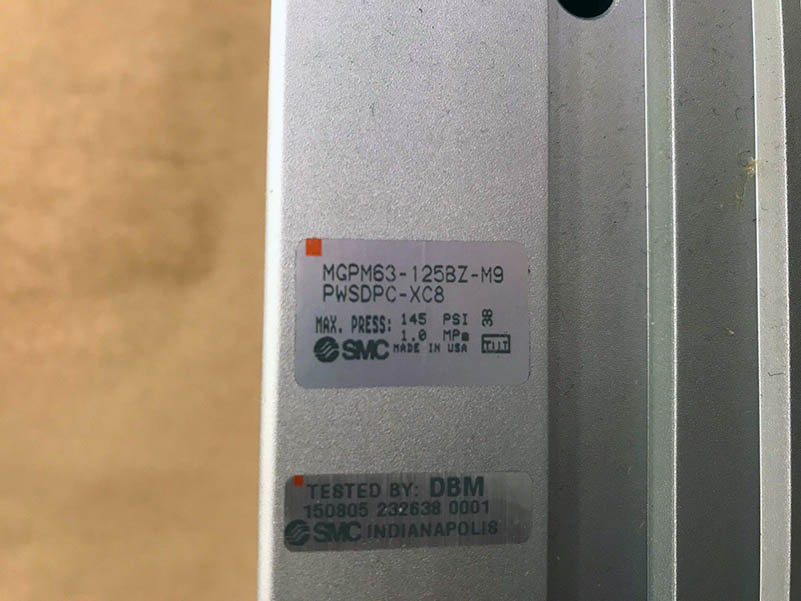 MGPM63-125BZ-M9
PWSDPC-XC8
MAX. PRESS: 145 PSI
1.0 MPa
38
SMC MADE IN USA
TESTED BY: DBM
150805 232638 0001
SMC INDIANAPOLIS